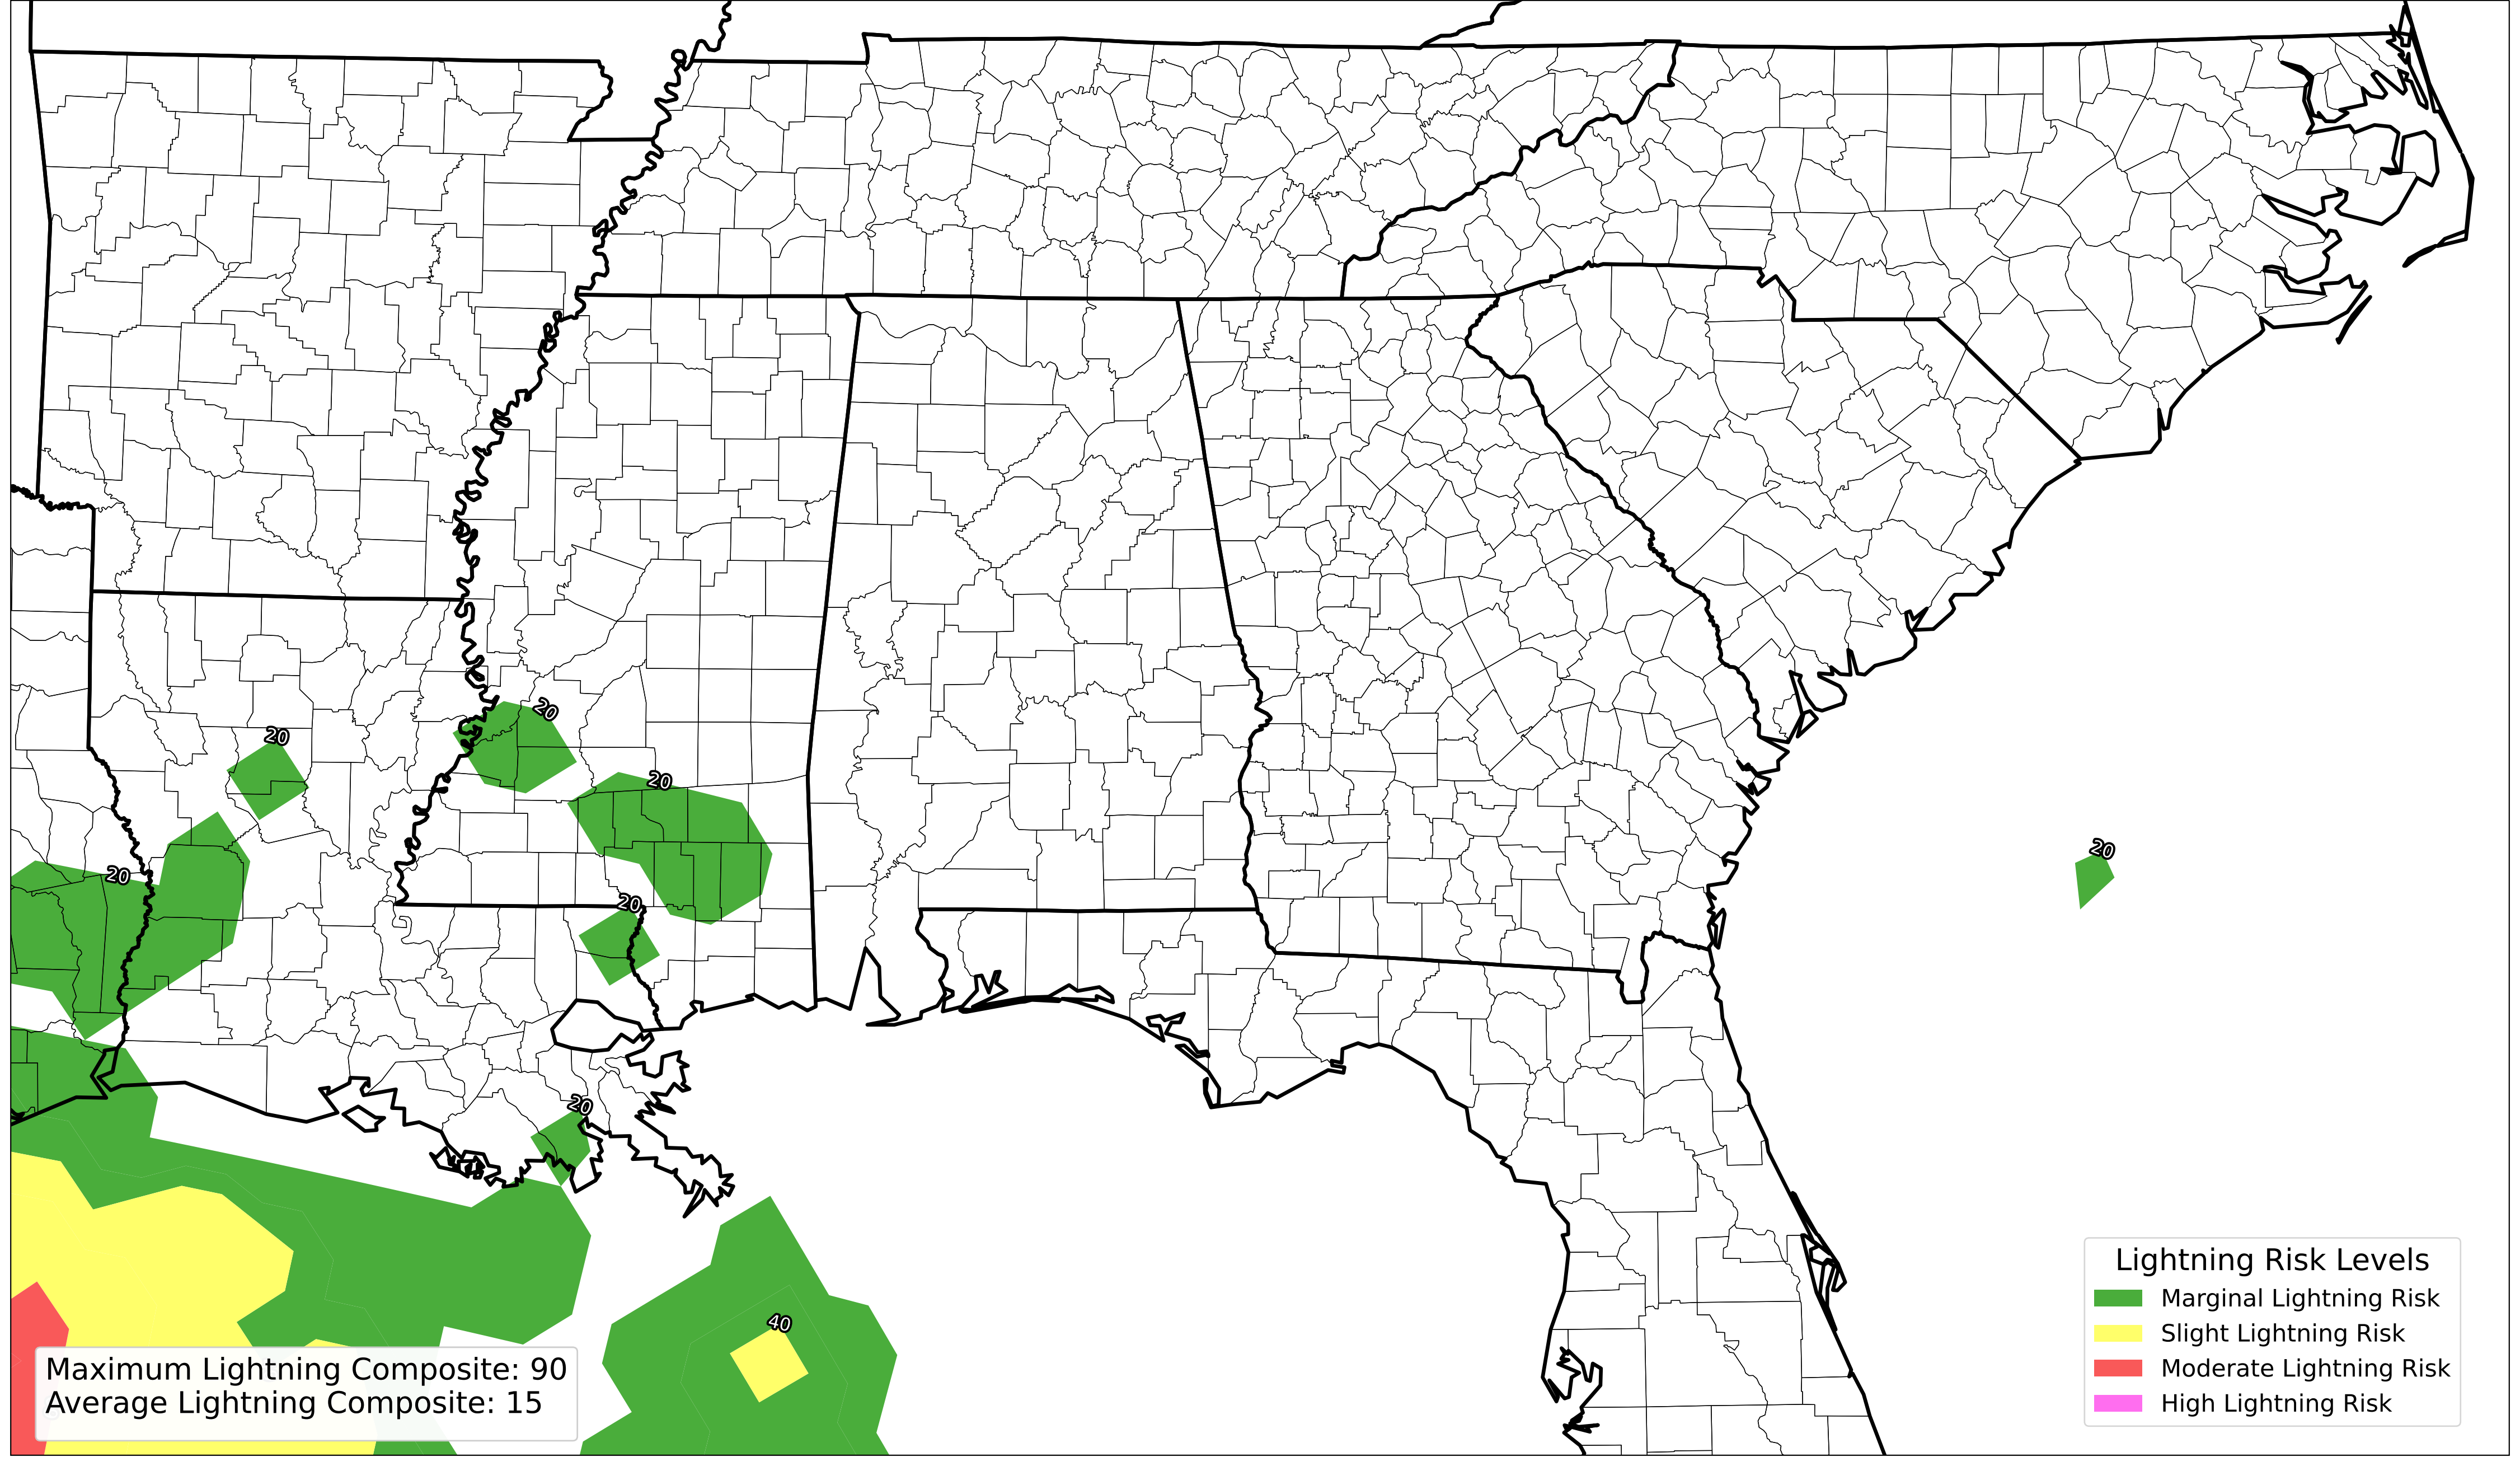 20
20
20
20
20
20
20
40
Lightning Risk Levels
Marginal Lightning Risk
Slight Lightning Risk
Moderate Lightning Risk
High Lightning Risk
Maximum Lightning Composite: 90
Average Lightning Composite: 15